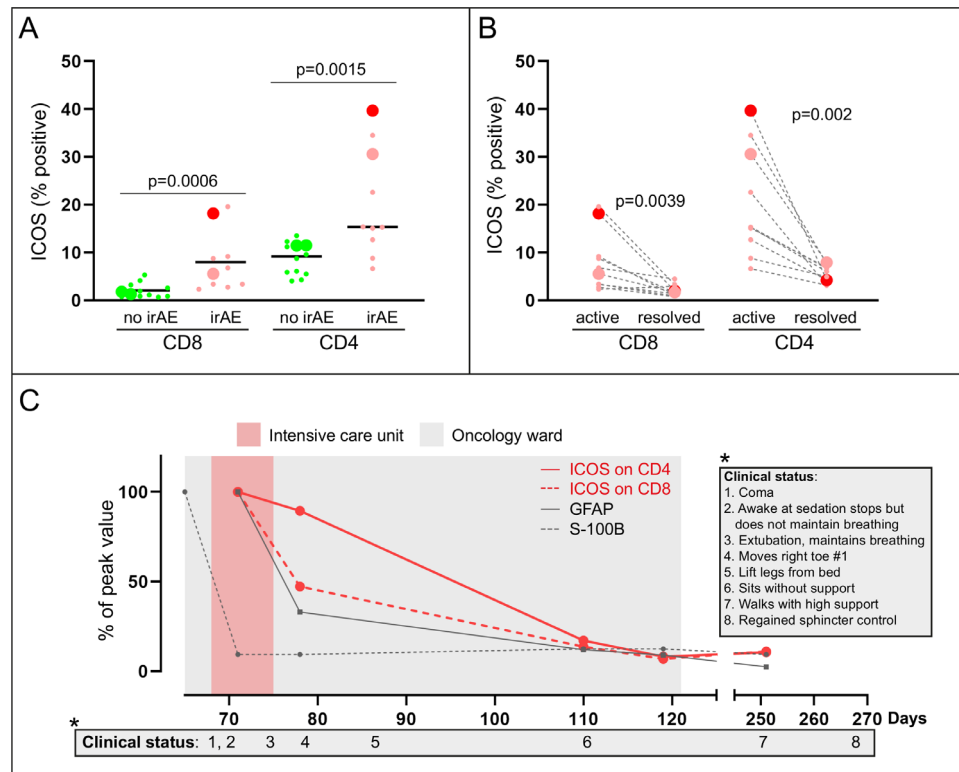 A
50
40
30
20
10
0
ICOS (% positive)
p=0.0006
p=0.0015
no irAE irAE no irAE irAE
CD8 CD4
B
50
40
30
20
10
0
ICOS (% positive)
p=0.0039
p=0.002
active resolved active resolved
CD8 CD4
C
Intensive care unit Oncology ward
ICOS on CD4
ICOS on CD8
GFAP
S-100B
% of peak value
100
50
0
70 80 90 100 110 120 250 260 270 Days
*
Clinical status: 1, 2 3 4 5 6 7 8
*
Clinical status:
1. Coma
2. Awake at sedation stops but
does not maintain breathing
3. Extubation, maintains breathing
4. Moves right toe #1
5. Lift legs from bed
6. Sits without support
7. Walks with high support
8. Regained sphincter control